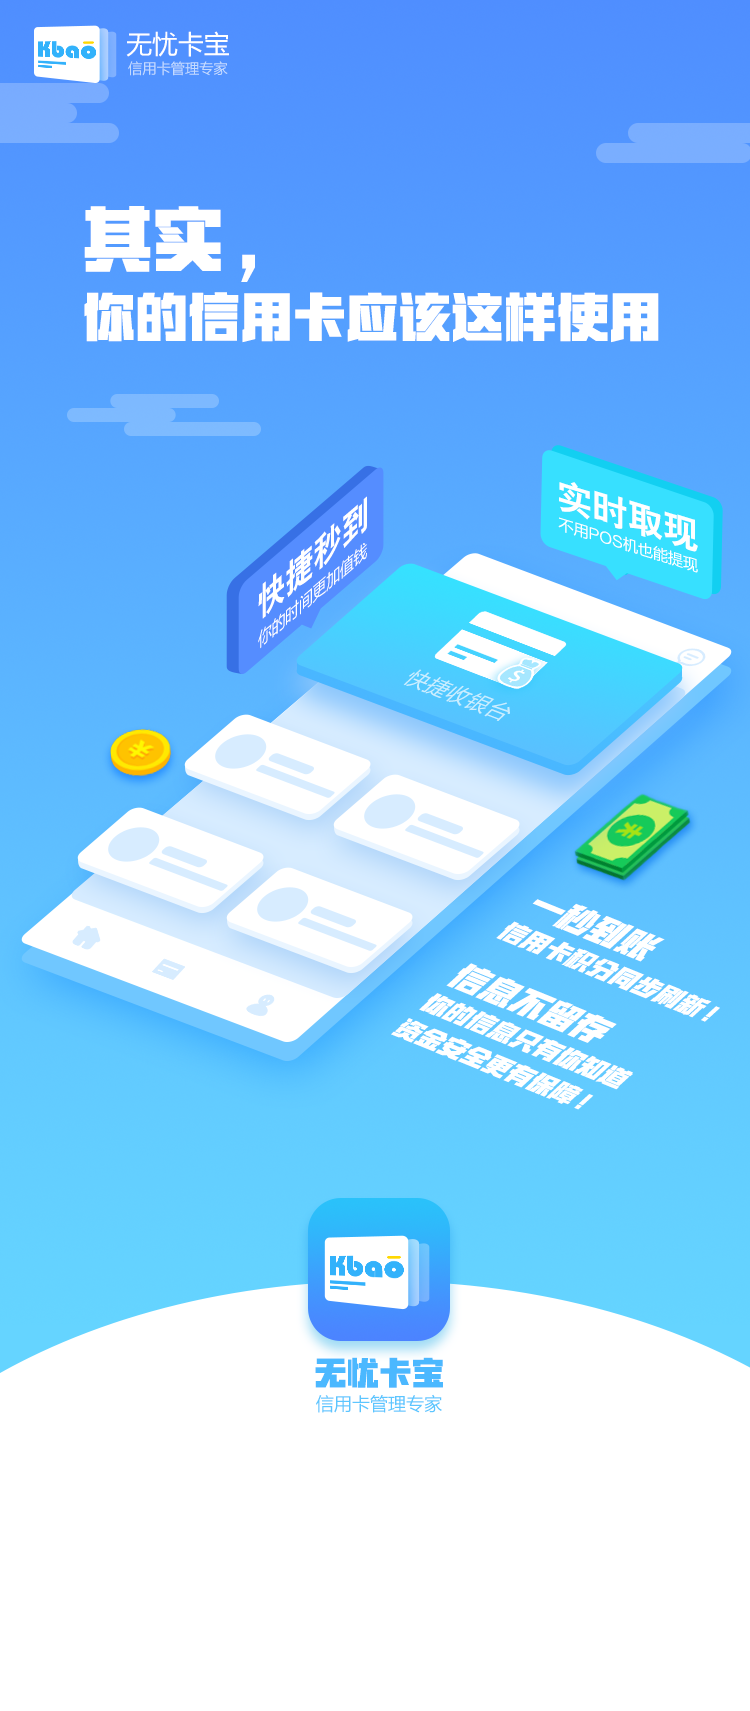 Kbao
无忧卡宝
信用卡管理专家
其实，
你的信用卡应该这样使用
快捷秒到
你的时间更加值钱
实时取现
不用POS机也能提现
快捷收银台
一秒到账
信用卡积分同步刷新！
信息不留存
你的信息只有你知道
资金安全更有保障！
Kbao
无忧卡宝
信用卡管理专家